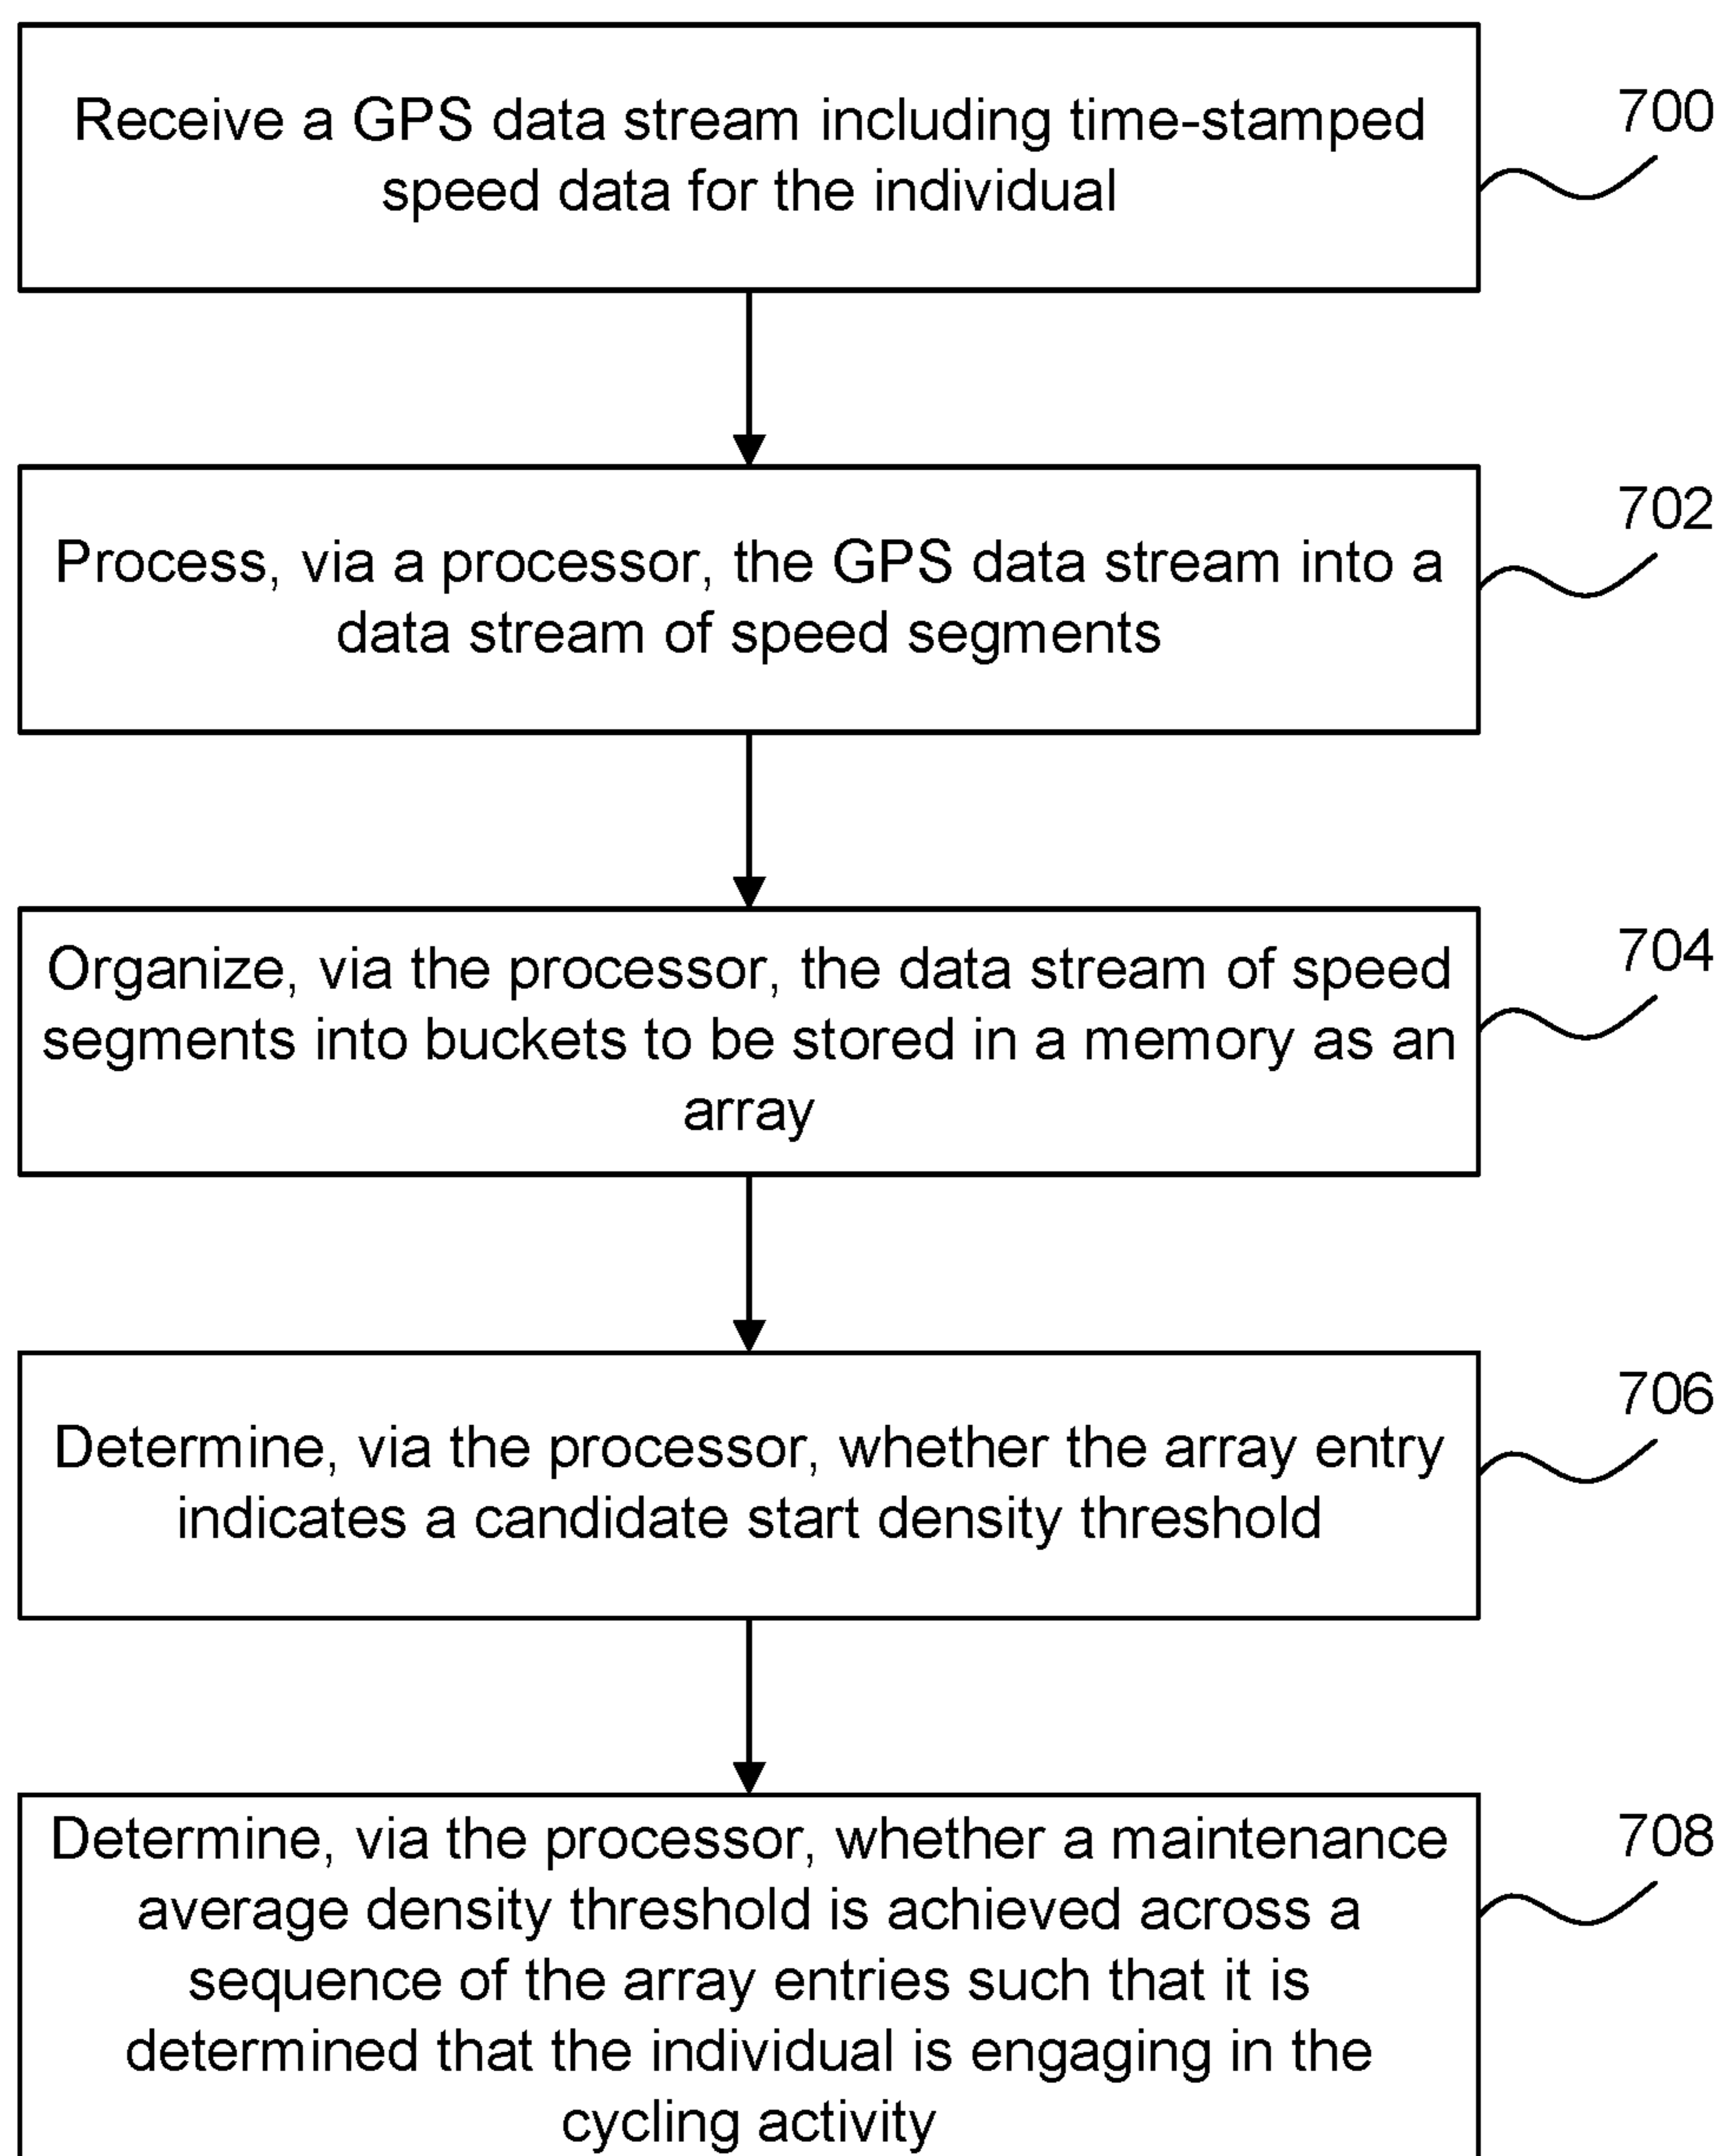 Receive a GPS data stream including time-stamped
speed data for the individual
700
Process, via a processor, the GPS data stream into a
data stream of speed segments
702
Organize, via the processor, the data stream of speed
segments into buckets to be stored in a memory as an
array
704
Determine, via the processor, whether the array entry
indicates a candidate start density threshold
706
Determine, via the processor, whether a maintenance
average density threshold is achieved across a
sequence of the array entries such that it is
determined that the individual is engaging in the
cycling activity
708